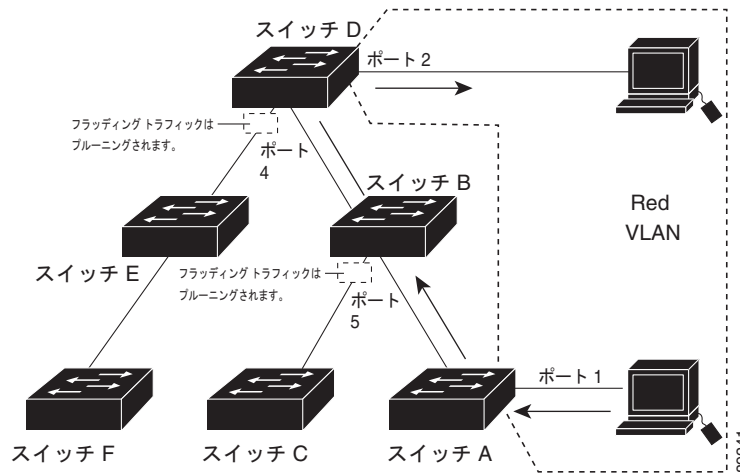 スイッチ D
ポート 2
フラッディング トラフィックは
プルーニングされます。
ポート
4
スイッチ B
Red
VLAN
スイッチ E
フラッディング トラフィックは
プルーニングされます。
ポート
5
ポート 1
スイッチ F
スイッチ C
スイッチ A